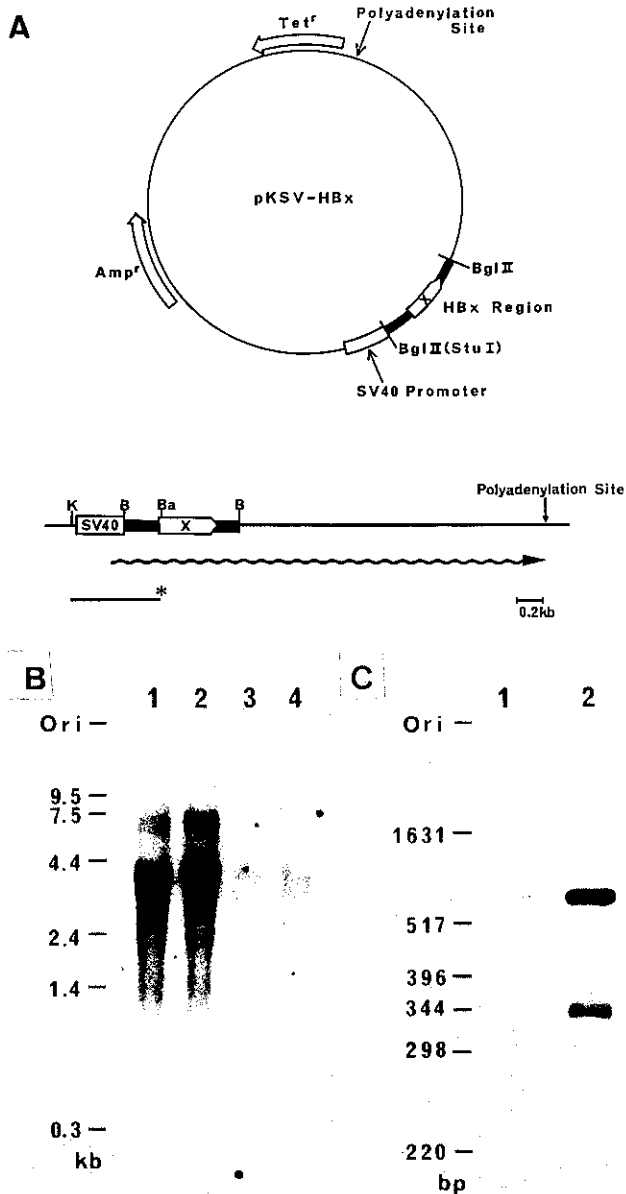 A
Tetʳ
Polyadenylation
Site
pKSV-HBx
Ampʳ
BglII
X
HBx Region
BglII(StuI)
SV40 Promoter
K
B
Ba
B
Polyadenylation Site
SV40
X
*
0.2kb
B
1 2 3 4
Ori
9.5
7.5
4.4
2.4
1.4
0.3
kb
C
1 2
Ori
1631
517
396
344
298
220
bp